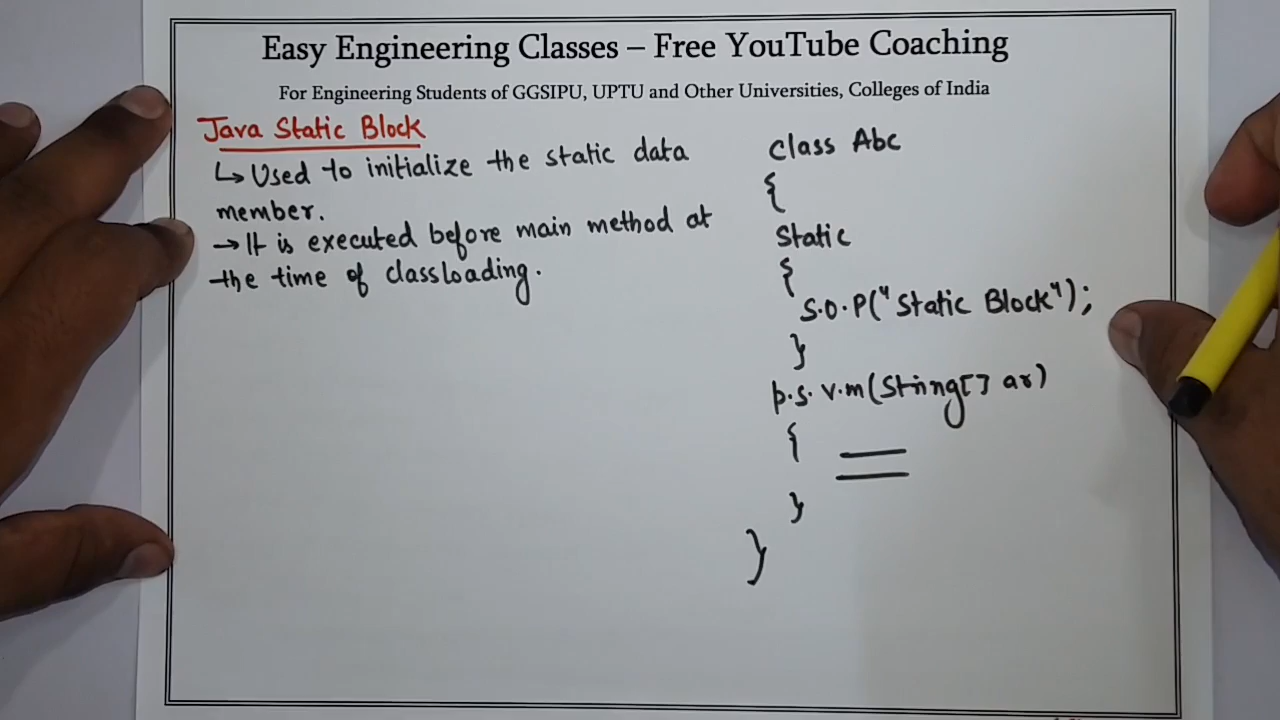 Easy Engineering Classes – Free YouTube Coaching
For Engineering Students of GGSIPU, UPTU and Other Universities, Colleges of India
Java Static Block
↳ Used to initialize the static data
member.
→ It is executed before main method at
the time of classloading.
class Abc
{
Static
{
S.O.P("Static Block");
}
p.s.v.m(String[] ar)
{
}
}